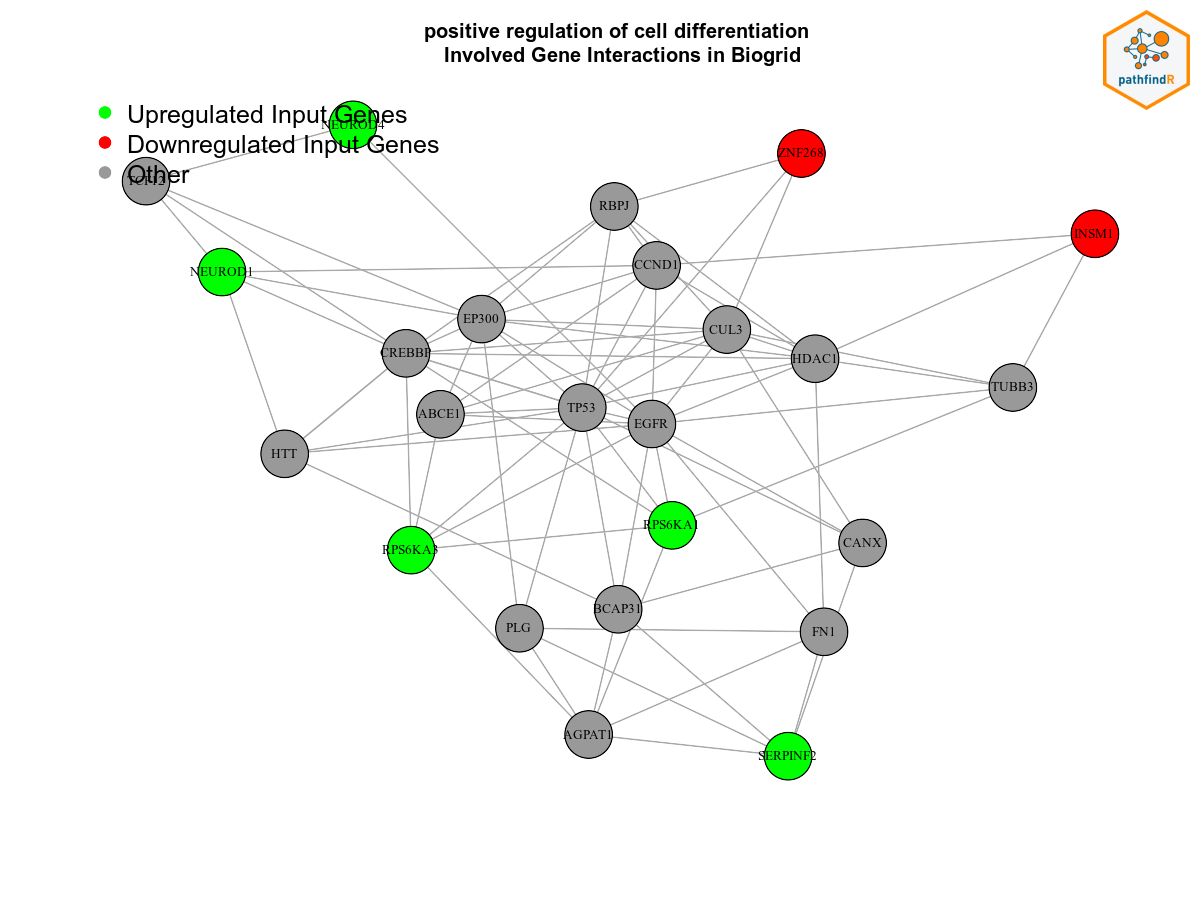 positive regulation of cell differentiation
Involved Gene Interactions in Biogrid
pathfindR
Upregulated Input Genes
Downregulated Input Genes
Other
NEUROD4
TCF12
ZNF268
RBPJ
INSM1
CCND1
NEUROD1
EP300
CUL3
CREBBP
HDAC1
TUBB3
ABCE1
TP53
EGFR
HTT
RPS6KA1
RPS6KA3
CANX
BCAP31
PLG
FN1
AGPAT1
SERPINF2